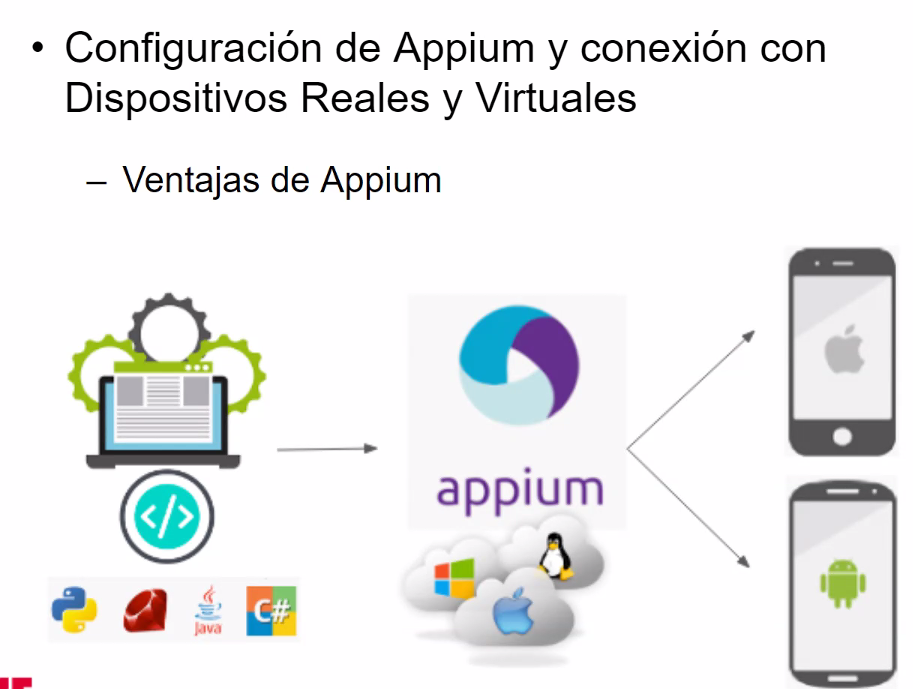 • Configuración de Appium y conexión con
Dispositivos Reales y Virtuales
– Ventajas de Appium
</>
appium
Java
C#